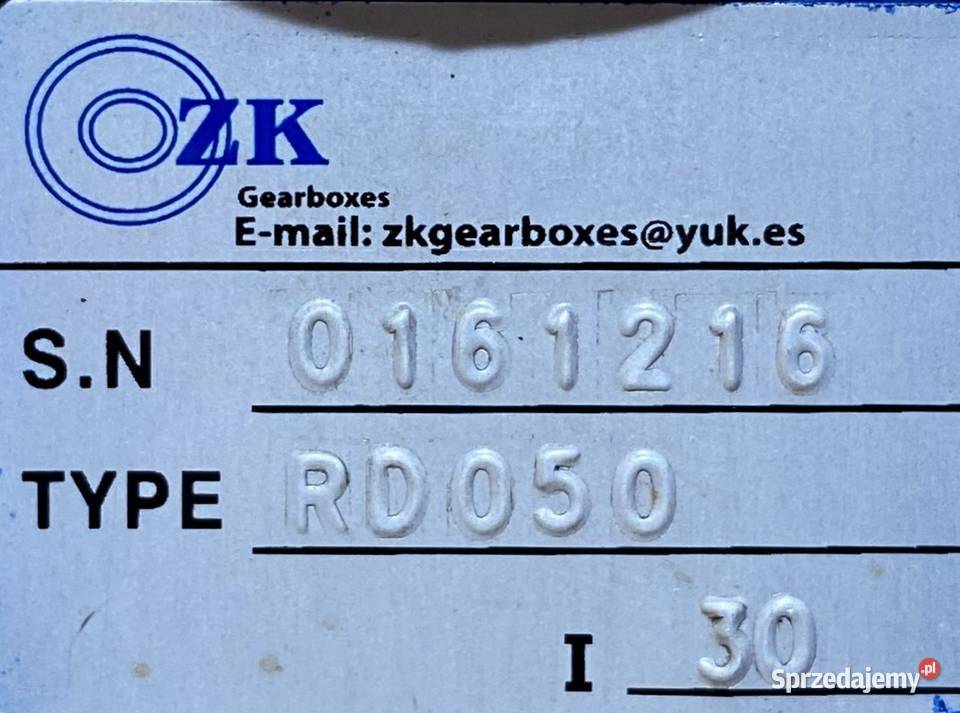 ZK
Gearboxes
E-mail: zkgearboxes@yuk.es
S.N 0161216
TYPE RD050
I 30
Sprzedajemy.pl